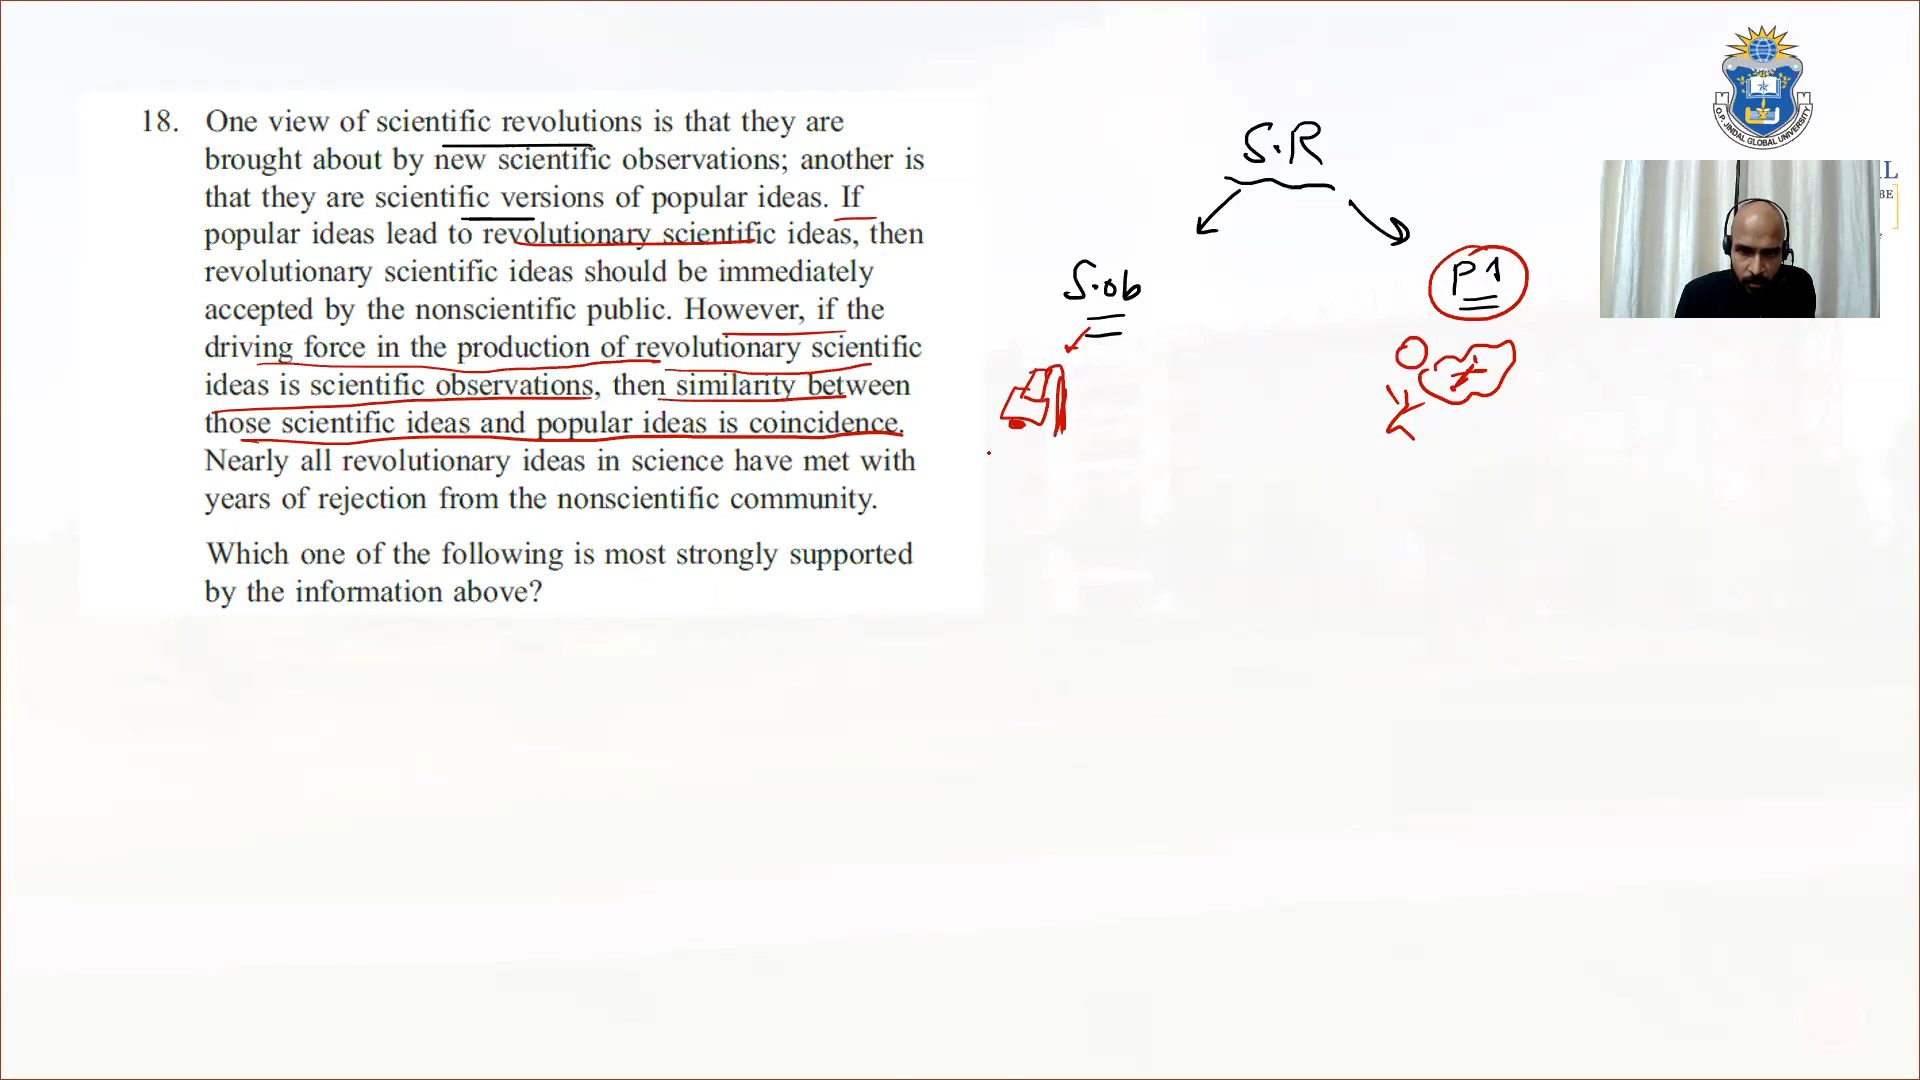 18. One view of scientific revolutions is that they are
brought about by new scientific observations; another is
that they are scientific versions of popular ideas. If
popular ideas lead to revolutionary scientific ideas, then
revolutionary scientific ideas should be immediately
accepted by the nonscientific public. However, if the
driving force in the production of revolutionary scientific
ideas is scientific observations, then similarity between
those scientific ideas and popular ideas is coincidence.
Nearly all revolutionary ideas in science have met with
years of rejection from the nonscientific community.
Which one of the following is most strongly supported
by the information above?
S.R
S.ob
P1
O.P. JINDAL GLOBAL UNIVERSITY
L
BE